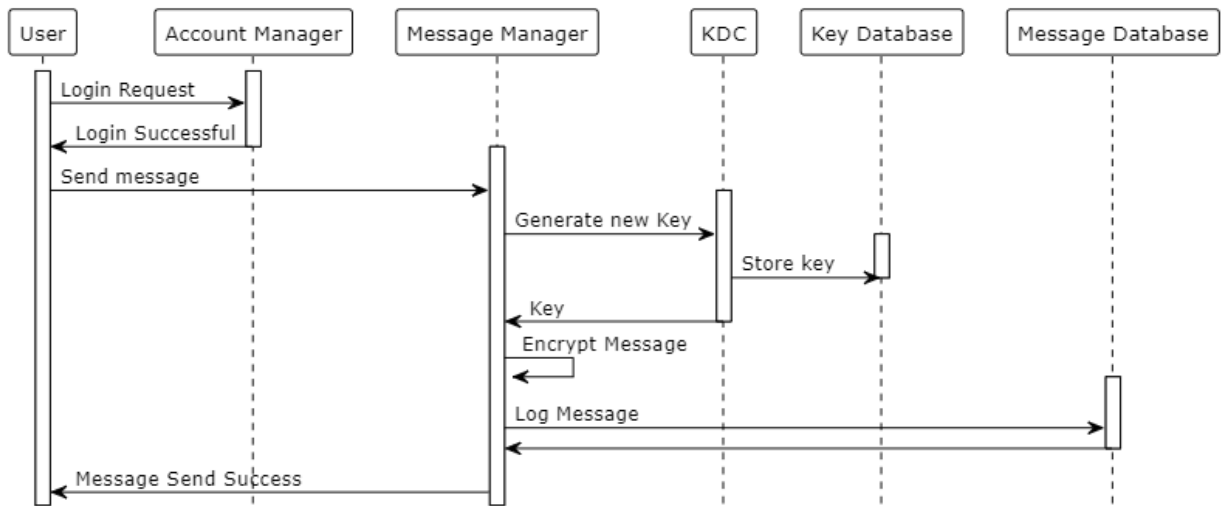 User
Account Manager
Message Manager
KDC
Key Database
Message Database
Login Request
Login Successful
Send message
Generate new Key
Store key
Key
Encrypt Message
Log Message
Message Send Success